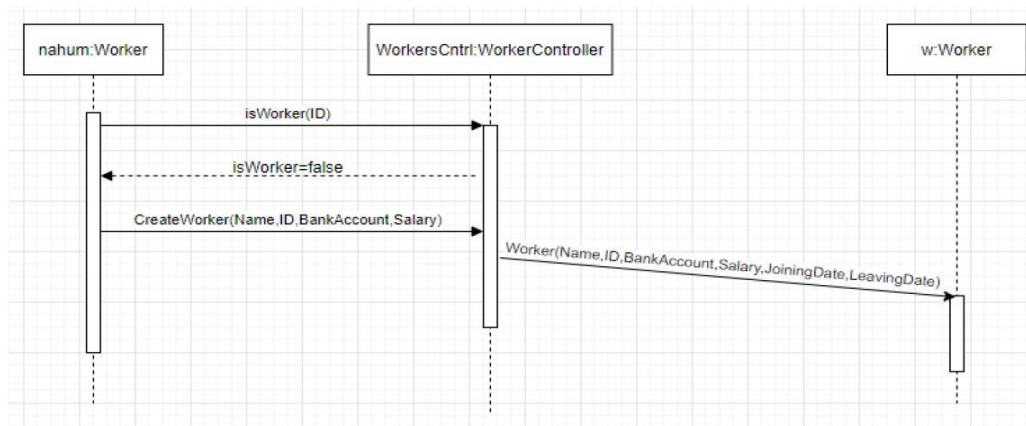 nahum:Worker
WorkersCntrl:WorkerController
w:Worker
isWorker(ID)
isWorker=false
CreateWorker(Name,ID,BankAccount,Salary)
Worker(Name,ID,BankAccount,Salary,JoiningDate,LeavingDate)